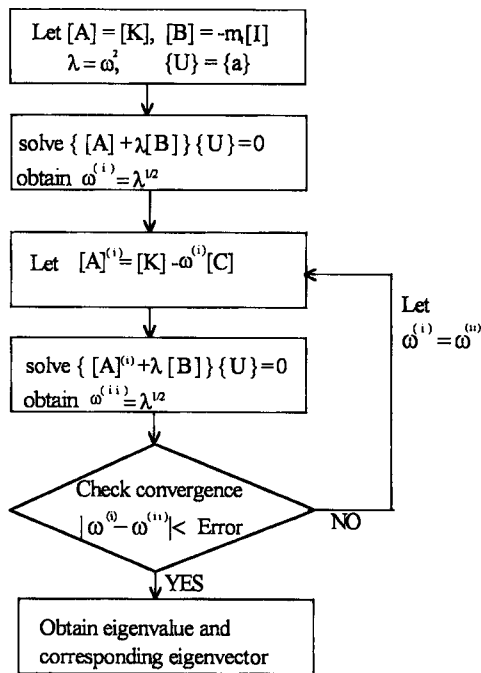 Let [A] = [K], [B] = -mₜ[I]
λ = ω², {U} = {a}
solve { [A] +λ[B]}{U}=0
obtain ω⁽ⁱ⁾=λ^1/2
Let [A]⁽ⁱ⁾= [K] -ω⁽ⁱ⁾[C]
Let
ω⁽ⁱ⁾ = ω⁽ⁱⁱ⁾
solve { [A]⁽ⁱ⁾+λ [B]}{U}=0
obtain ω⁽ⁱⁱ⁾=λ^1/2
Check convergence
|ω⁽ⁱ⁾− ω⁽ⁱⁱ⁾|< Error
NO
YES
Obtain eigenvalue and
corresponding eigenvector